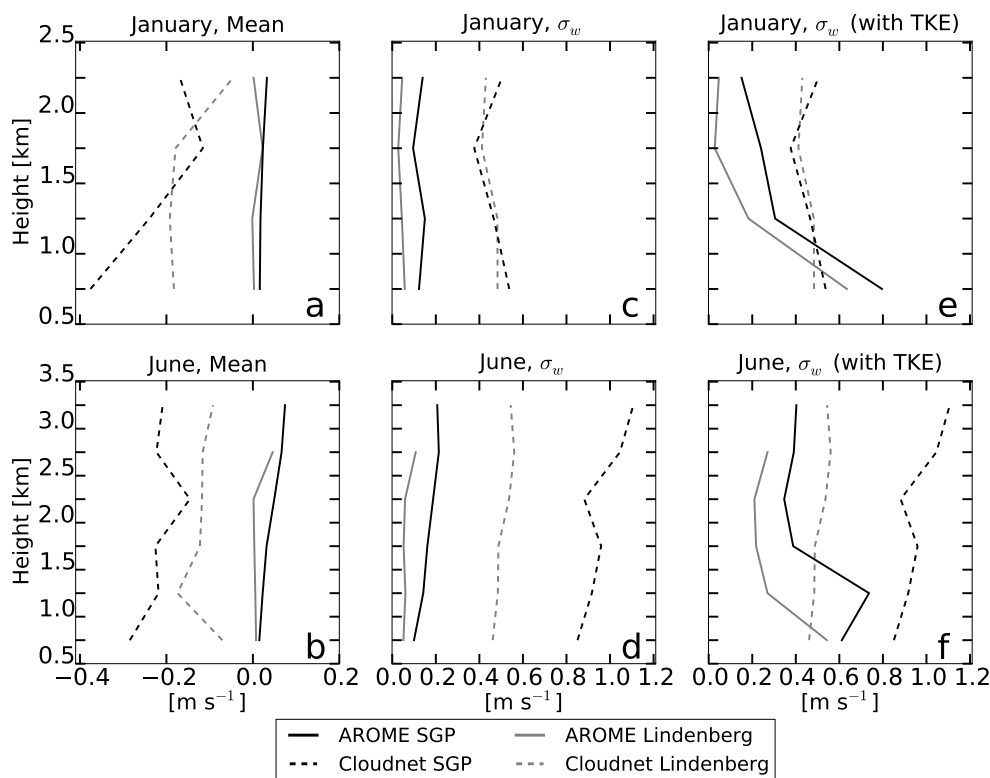 January, Mean
January, σw
January, σw (with TKE)
2.5
2.0
1.5
1.0
0.5
Height [km]
a
c
e
June, Mean
June, σw
June, σw (with TKE)
3.5
3.0
2.5
2.0
1.5
1.0
0.5
Height [km]
b
d
f
−0.4 −0.2 0.0 0.2
0.0 0.2 0.4 0.6 0.8 1.0 1.2
0.0 0.2 0.4 0.6 0.8 1.0 1.2
[m s⁻¹]
[m s⁻¹]
[m s⁻¹]
AROME SGP
AROME Lindenberg
Cloudnet SGP
Cloudnet Lindenberg